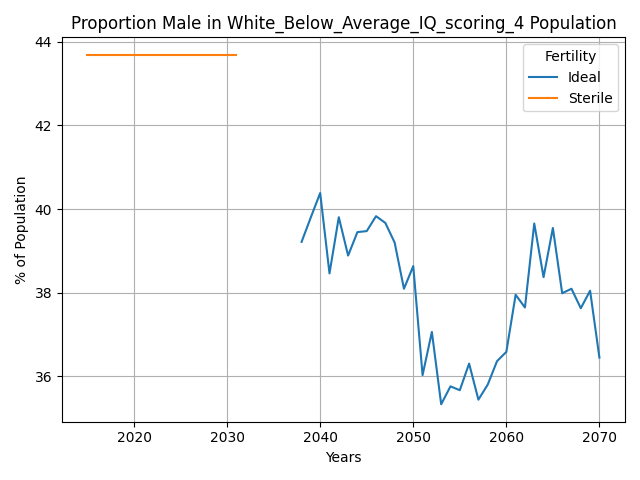 Proportion Male in White_Below_Average_IQ_scoring_4 Population
44
42
40
38
36
% of Population
Fertility
Ideal
Sterile
2020 2030 2040 2050 2060 2070
Years